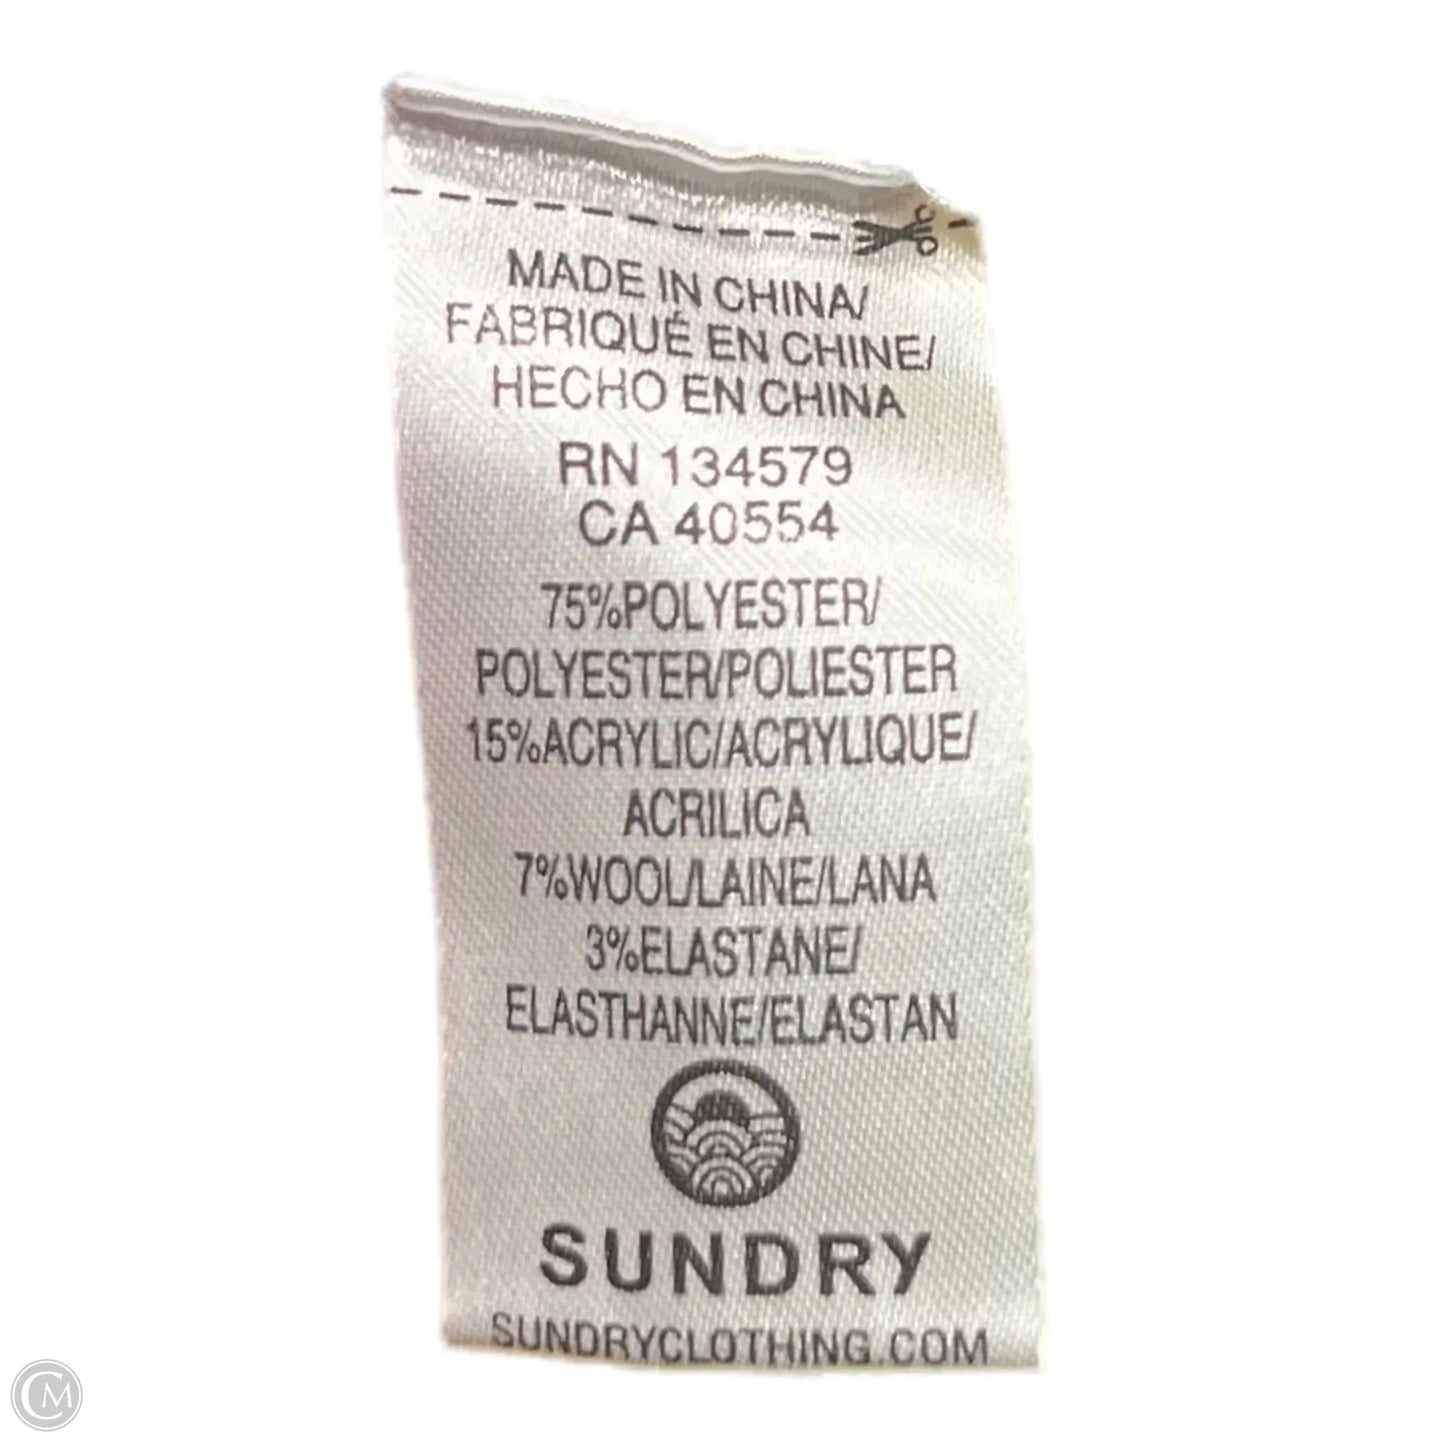 MADE IN CHINA/
FABRIQUÉ EN CHINE/
HECHO EN CHINA
RN 134579
CA 40554
75%POLYESTER/
POLYESTER/POLIESTER
15%ACRYLIC/ACRYLIQUE/
ACRILICA
7%WOOL/LAINE/LANA
3%ELASTANE/
ELASTHANNE/ELASTAN
SUNDRY
SUNDRYCLOTHING.COM
CM